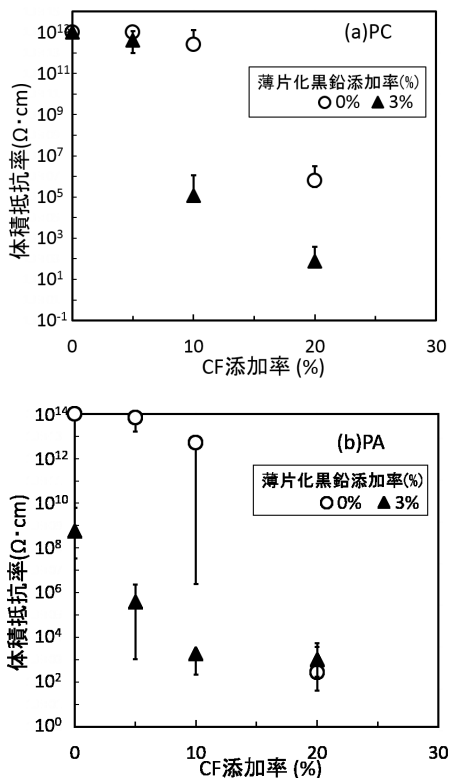 (a)PC
薄片化黒鉛添加率(%)
0% 3%
体積抵抗率(Ω･cm)
10¹³
10¹¹
10⁹
10⁷
10⁵
10³
10¹
10⁻¹
0 10 20 30
CF添加率 (%)
(b)PA
薄片化黒鉛添加率(%)
0% 3%
体積抵抗率(Ω･cm)
10¹⁴
10¹²
10¹⁰
10⁸
10⁶
10⁴
10²
10⁰
0 10 20 30
CF添加率 (%)